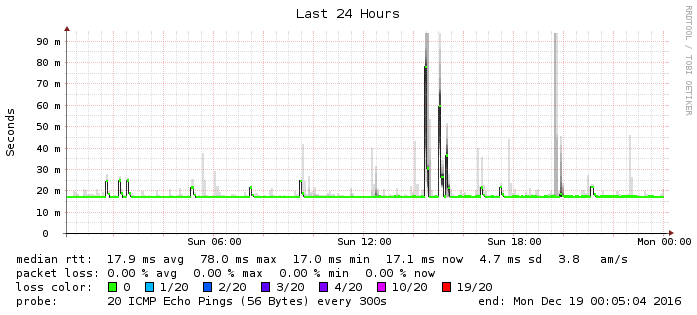 Last 24 Hours
RRDTOOL / TOBI OETIKER
Seconds
90 m
80 m
70 m
60 m
50 m
40 m
30 m
20 m
10 m
0
Sun 06:00 Sun 12:00 Sun 18:00 Mon 00:00
median rtt: 17.9 ms avg 78.0 ms max 17.0 ms min 17.1 ms now 4.7 ms sd 3.8 am/s
packet loss: 0.00 % avg 0.00 % max 0.00 % min 0.00 % now
loss color: 0 1/20 2/20 3/20 4/20 10/20 19/20
probe: 20 ICMP Echo Pings (56 Bytes) every 300s end: Mon Dec 19 00:05:04 2016